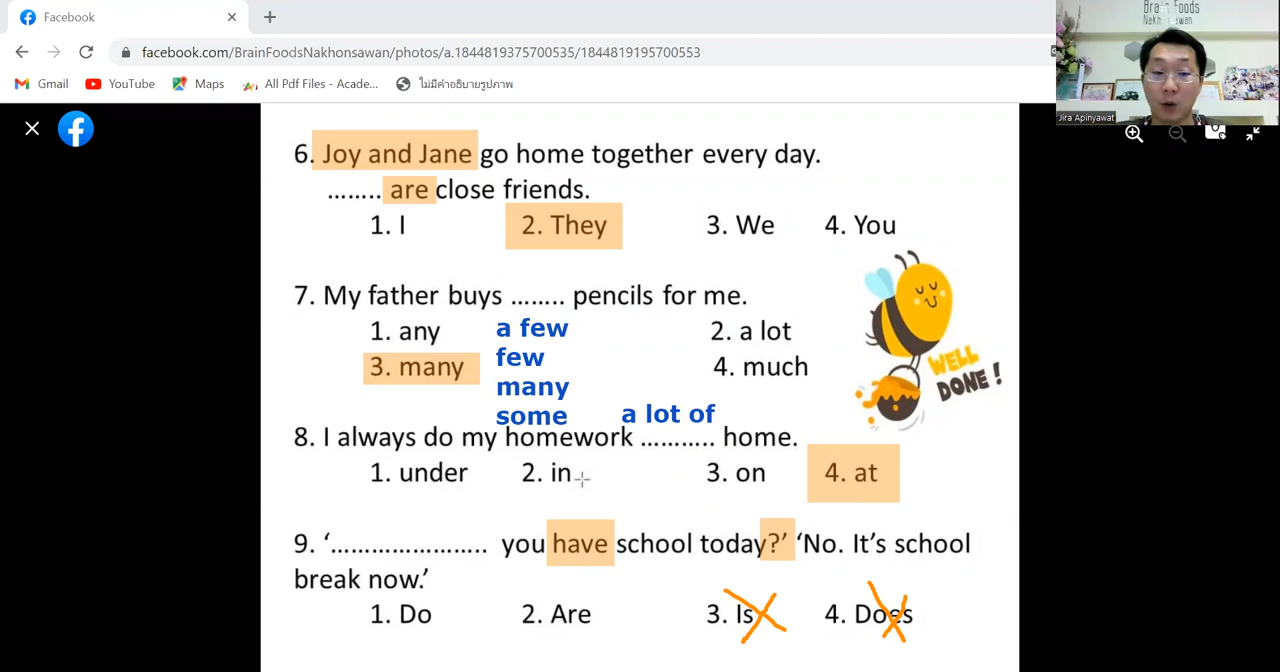 Facebook
facebook.com/BrainFoodsNakhonsawan/photos/a.1844819375700535/1844819195700553
Gmail
YouTube
Maps
All Pdf Files - Acade...
ไม่มีคำอธิบายรูปภาพ
Brain Foods
Nakhonsawan
Jira Apinyawat
6. Joy and Jane go home together every day.
........ are close friends.
1. I 2. They 3. We 4. You
7. My father buys ........ pencils for me.
1. any 2. a lot
3. many 4. much
a few
few
many
some
a lot of
WELL
DONE!
8. I always do my homework .......... home.
1. under 2. in 3. on 4. at
9. ‘...................... you have school today?’ ‘No. It’s school
break now.’
1. Do 2. Are 3. Is 4. Does